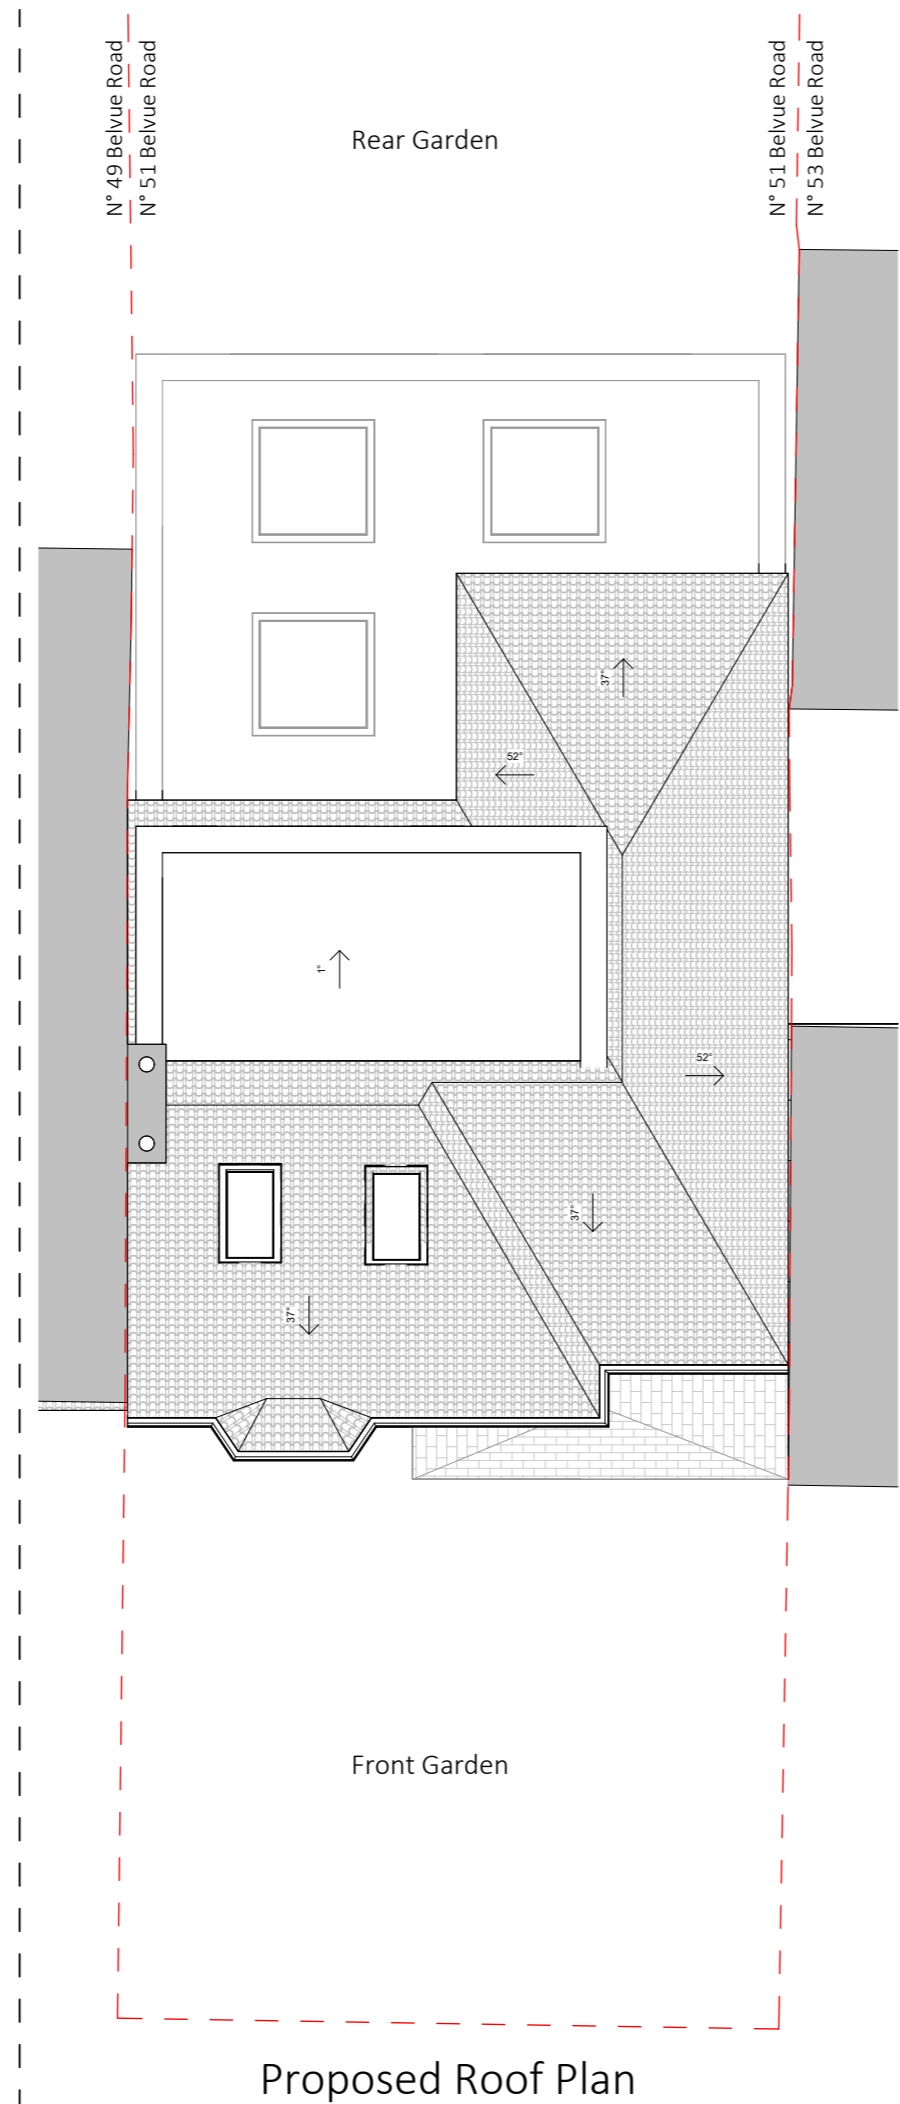 N° 49 Belvue Road
N° 51 Belvue Road
N° 51 Belvue Road
N° 53 Belvue Road
Rear Garden
37°
52°
1°
52°
37°
37°
Front Garden
Proposed Roof Plan